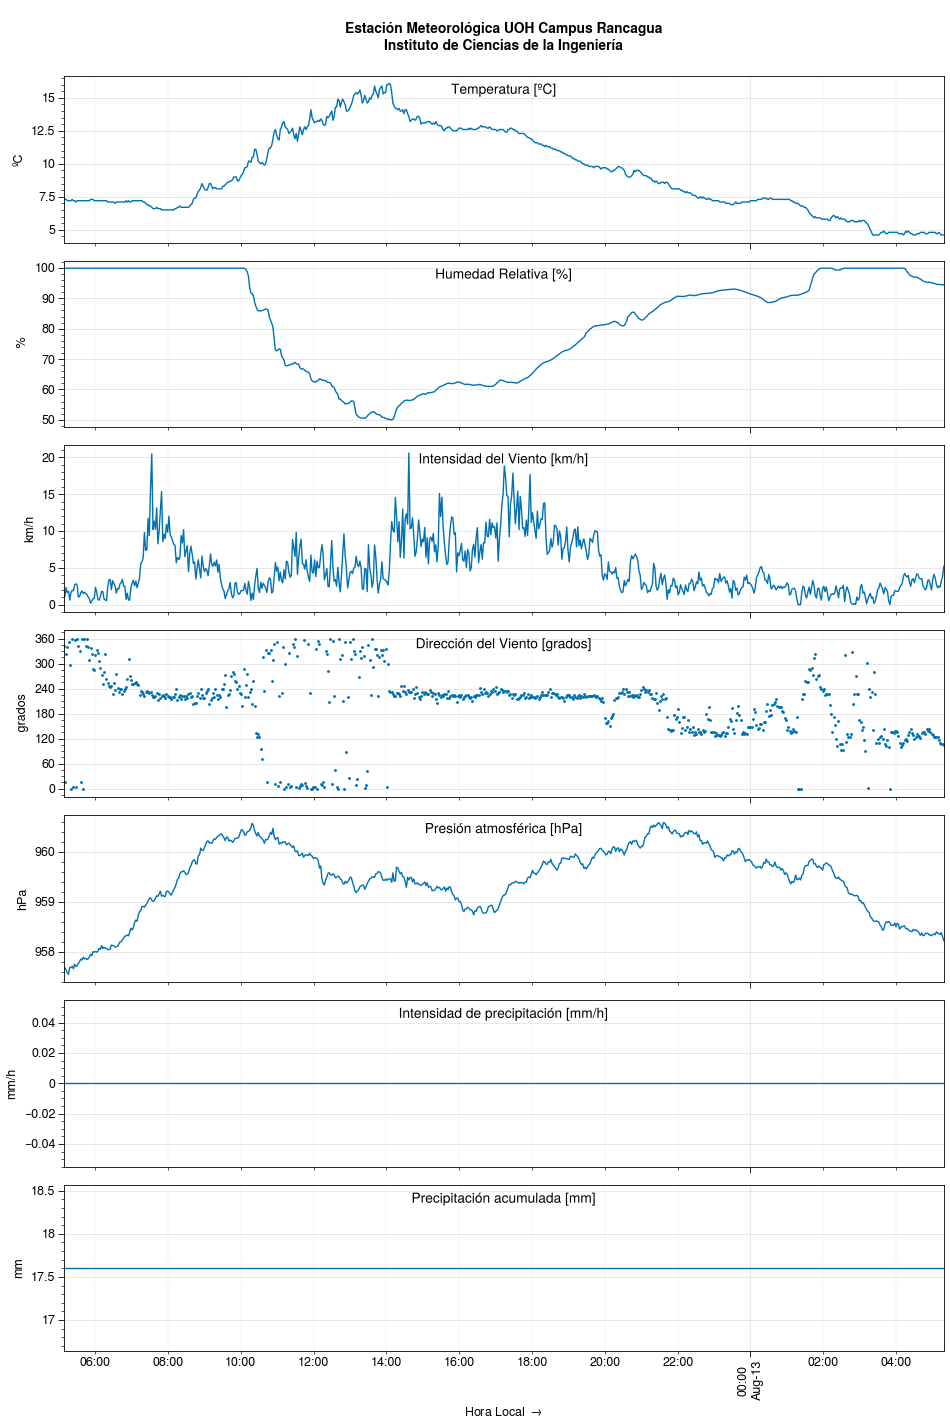 Estación Meteorológica UOH Campus Rancagua
Instituto de Ciencias de la Ingeniería
Temperatura [ºC]
15
12.5
10
7.5
5
ºC
Humedad Relativa [%]
100
90
80
70
60
50
%
Intensidad del Viento [km/h]
20
15
10
5
0
km/h
Dirección del Viento [grados]
360
300
240
180
120
60
0
grados
Presión atmosférica [hPa]
960
959
958
hPa
Intensidad de precipitación [mm/h]
0.04
0.02
0
−0.02
−0.04
mm/h
Precipitación acumulada [mm]
18.5
18
17.5
17
mm
06:00 08:00 10:00 12:00 14:00 16:00 18:00 20:00 22:00 00:00 02:00 04:00
Aug-13
Hora Local →